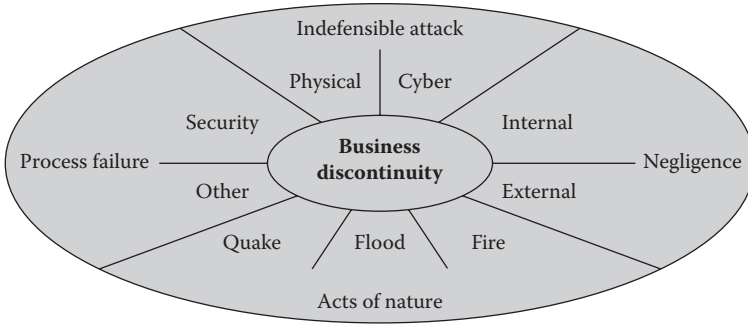 Indefensible attack
Physical
Cyber
Security
Internal
Process failure
Business
discontinuity
Negligence
Other
External
Quake
Flood
Fire
Acts of nature